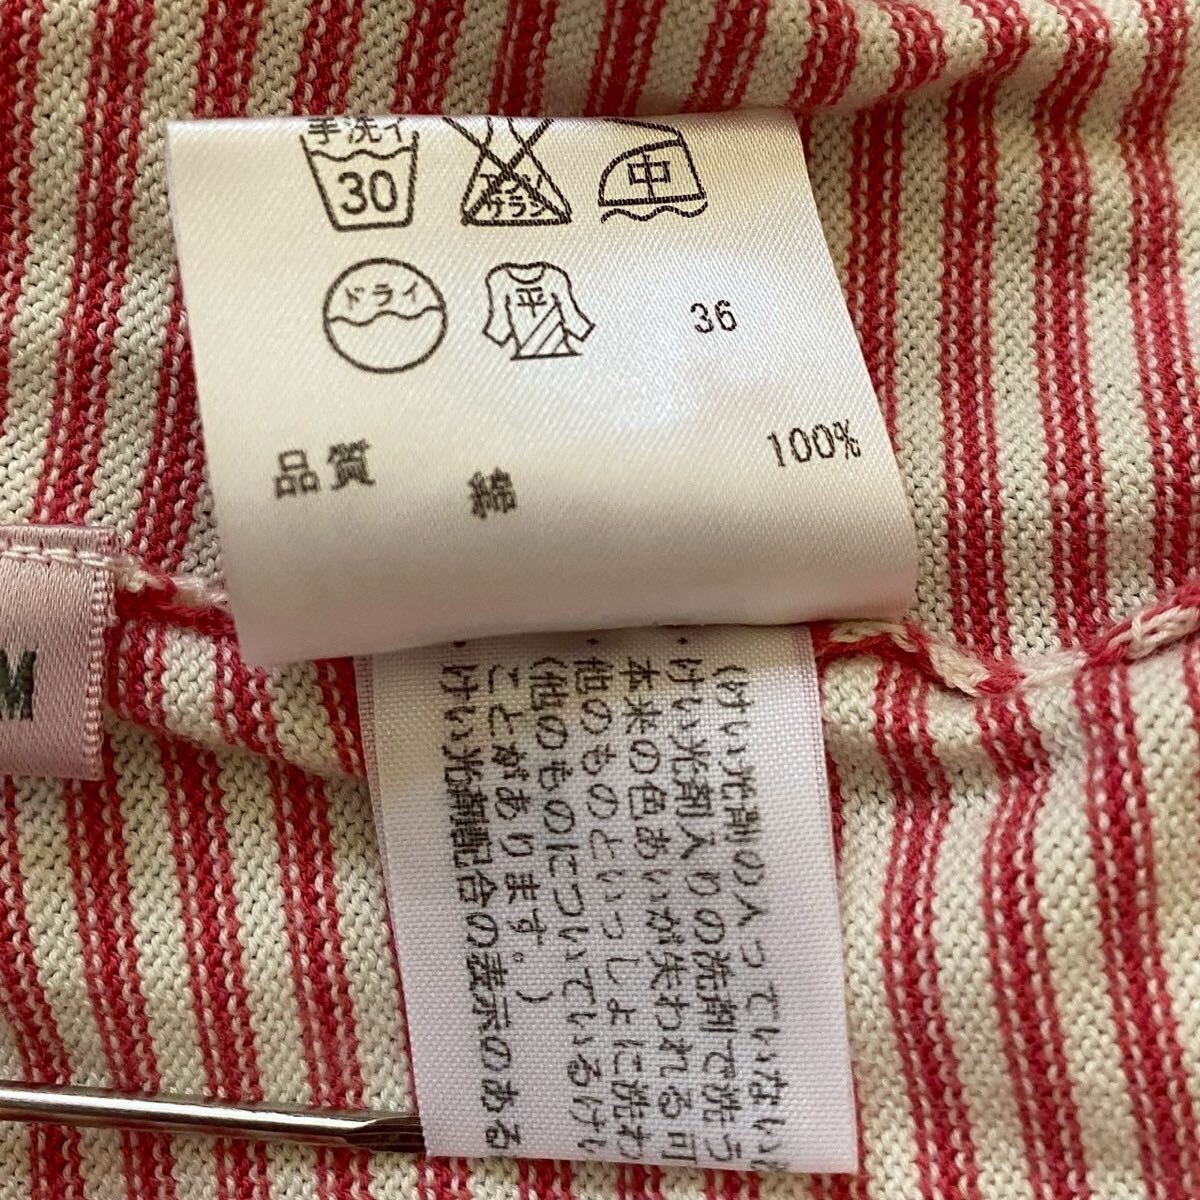 手洗イ
30
エンソ
サラシ
中
ドライ
平
36
品質 綿 100%
M
(けい光剤の入っていない
・けい光剤入りの洗剤で洗う
本来の色あいが失われる可
・他のものといっしょに洗わ
(他のものについているけい
ことがあります。)
・けい光剤配合の表示のある